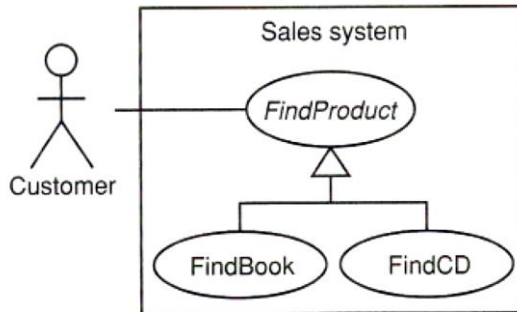 Sales system
FindProduct
Customer
FindBook
FindCD